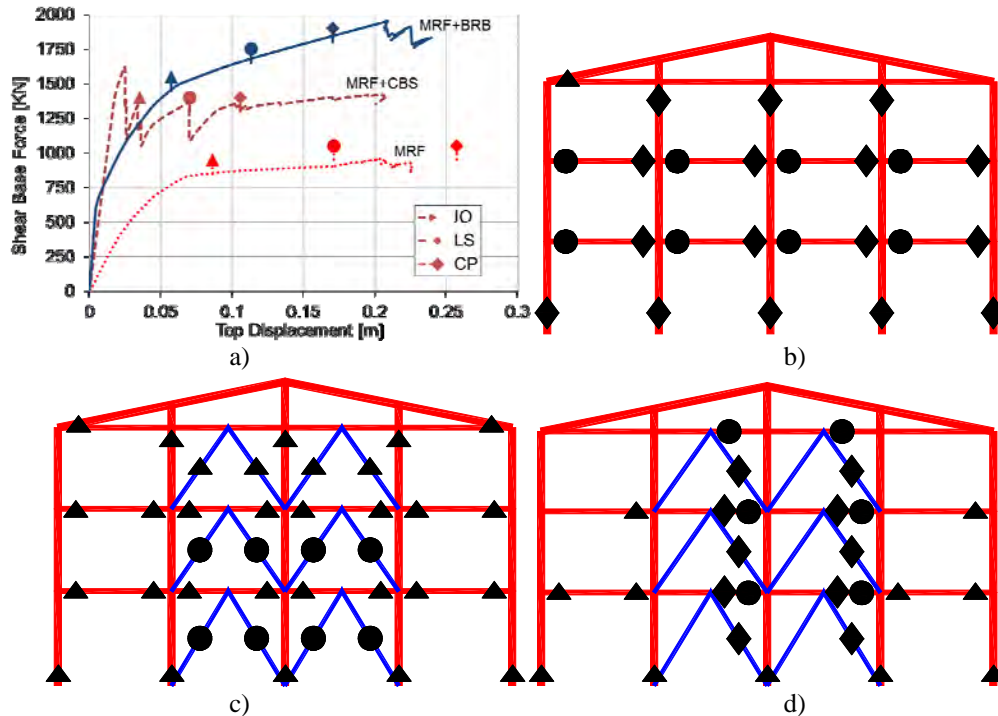 2000
1750
1500
1250
1000
750
500
250
0
Shear Base Force [KN]
MRF+BRB
MRF+CBS
MRF
IO
LS
CP
0 0.05 0.1 0.15 0.2 0.25 0.3
Top Displacement [m]
a)
b)
c)
d)